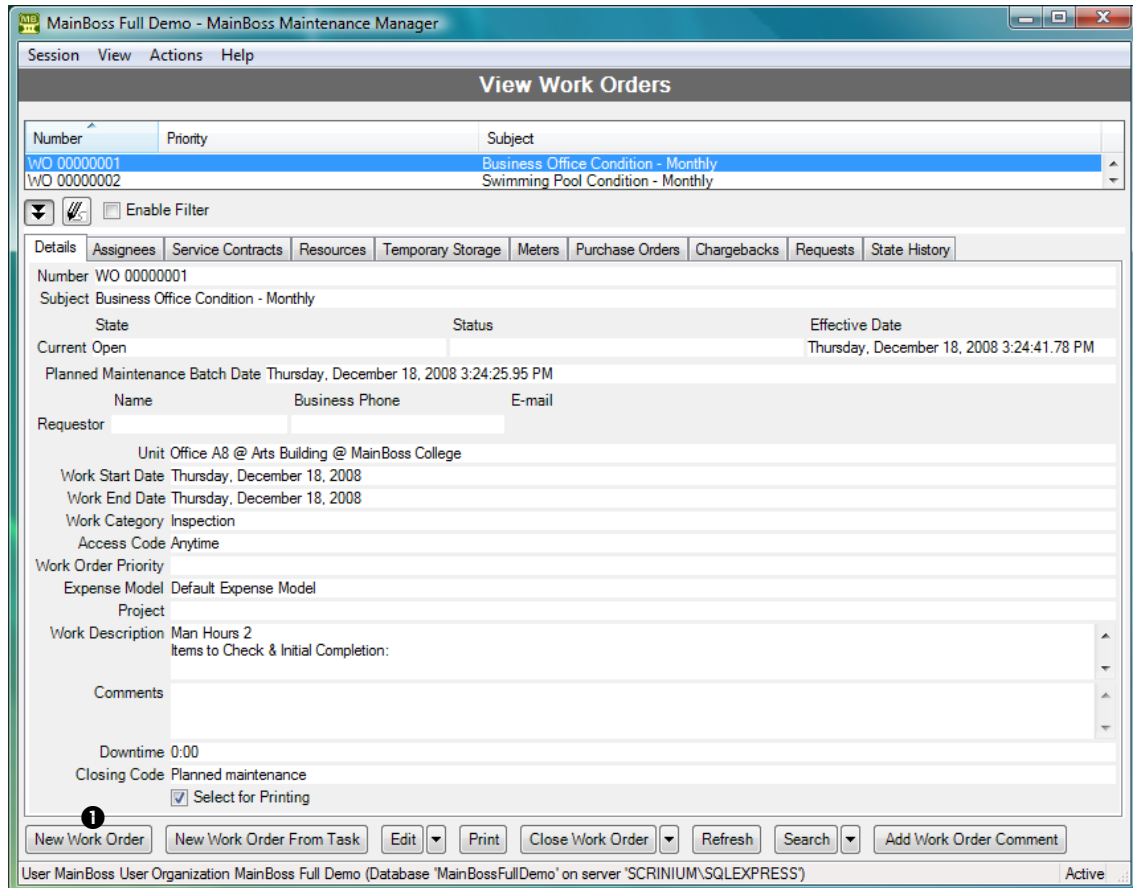 MainBoss Full Demo - MainBoss Maintenance Manager
Session View Actions Help
View Work Orders
Number Priority Subject
WO 00000001 Business Office Condition - Monthly
WO 00000002 Swimming Pool Condition - Monthly
Enable Filter
Details Assignees Service Contracts Resources Temporary Storage Meters Purchase Orders Chargebacks Requests State History
Number WO 00000001
Subject Business Office Condition - Monthly
State Status Effective Date
Current Open Thursday, December 18, 2008 3:24:41.78 PM
Planned Maintenance Batch Date Thursday, December 18, 2008 3:24:25.95 PM
Name Business Phone E-mail
Requestor
Unit Office A8 @ Arts Building @ MainBoss College
Work Start Date Thursday, December 18, 2008
Work End Date Thursday, December 18, 2008
Work Category Inspection
Access Code Anytime
Work Order Priority
Expense Model Default Expense Model
Project
Work Description Man Hours 2
Items to Check & Initial Completion:
Comments
Downtime 0:00
Closing Code Planned maintenance
Select for Printing
❶
New Work Order New Work Order From Task Edit Print Close Work Order Refresh Search Add Work Order Comment
User MainBoss User Organization MainBoss Full Demo (Database 'MainBossFullDemo' on server 'SCRINIUM\SQLEXPRESS') Active